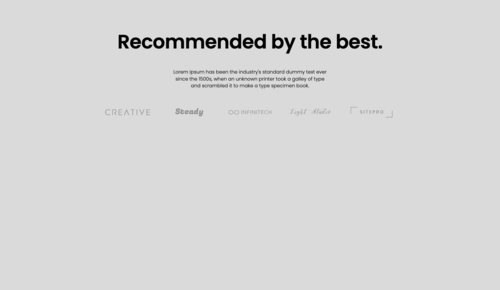 Recommended by the best.
Lorem Ipsum has been the industry's standard dummy text ever
since the 1500s, when an unknown printer took a galley of type
and scrambled it to make a type specimen book.
CREATIVE Steady INFINITECH Light Studio SITEPRO